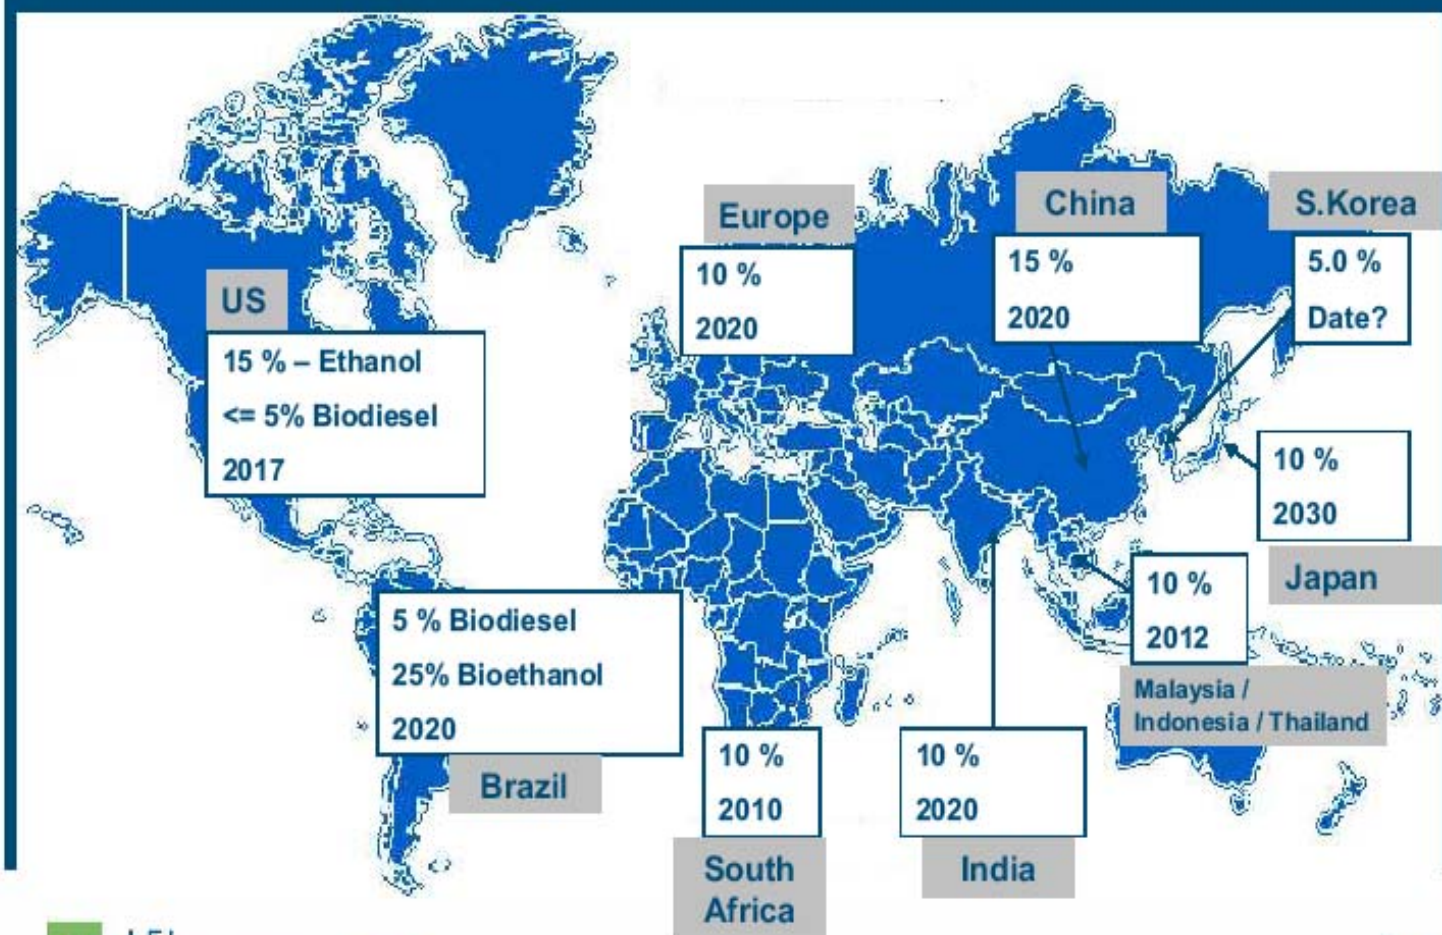 Europe
10 %
2020
China
15 %
2020
S.Korea
5.0 %
Date?
US
15 % – Ethanol
<= 5% Biodiesel
2017
10 %
2030
Japan
10 %
2012
Malaysia /
Indonesia / Thailand
5 % Biodiesel
25% Bioethanol
2020
Brazil
10 %
2010
South
Africa
10 %
2020
India